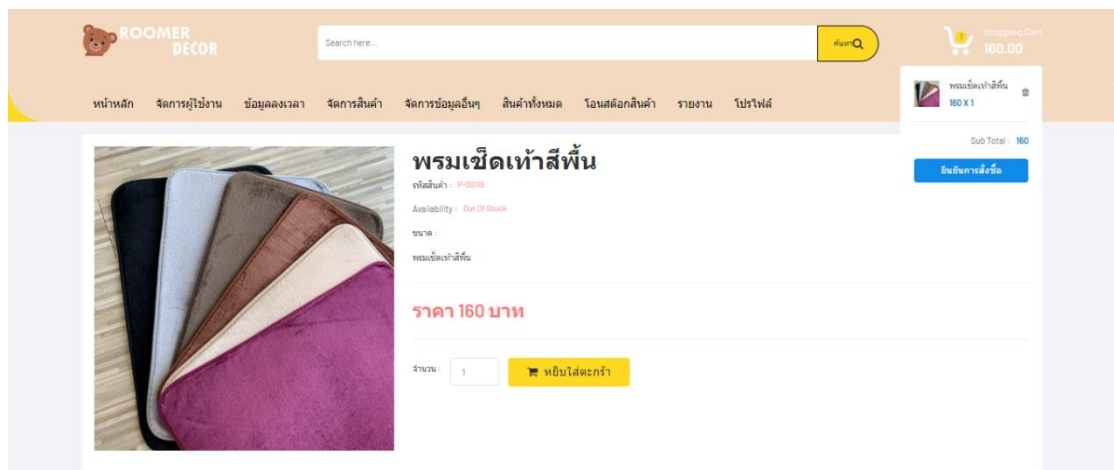 ROOMER
DECOR
Search here...
ค้นหา
1
Shopping Cart
160.00
หน้าหลัก จัดการผู้ใช้งาน ข้อมูลลงเวลา จัดการสินค้า จัดการข้อมูลอื่นๆ สินค้าทั้งหมด โอนสต๊อกสินค้า รายงาน โปรไฟล์
พรมเช็ดเท้าสีพื้น
160 X 1
Sub Total : 160
ยืนยันการสั่งซื้อ
พรมเช็ดเท้าสีพื้น
รหัสสินค้า : P-00118
Availability : Out Of Stock
ขนาด :
พรมเช็ดเท้าสีพื้น
ราคา 160 บาท
จำนวน : 1 หยิบใส่ตะกร้า